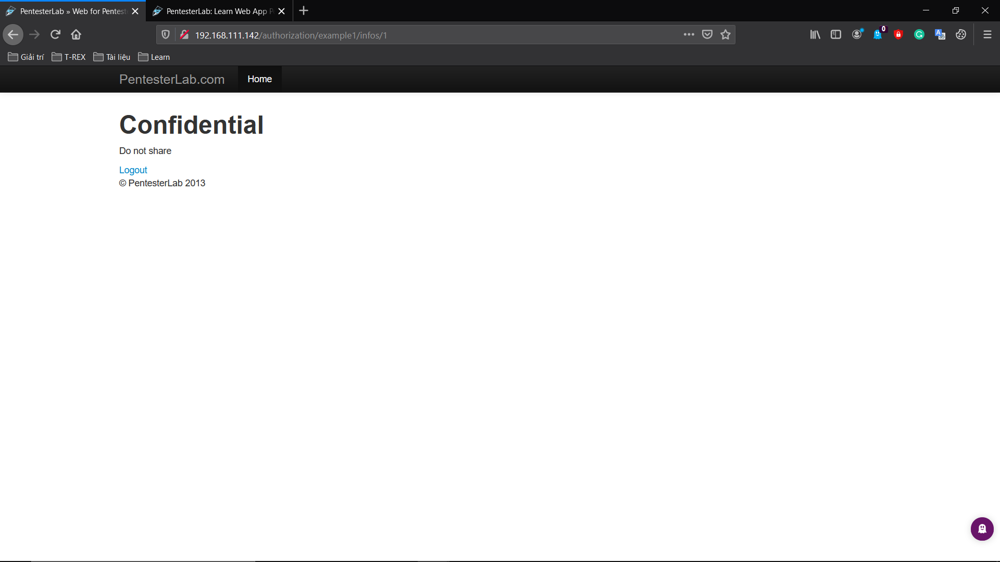 PentesterLab » Web for Pentest
PentesterLab: Learn Web App P
192.168.111.142/authorization/example1/infos/1
0
Giải trí
T-REX
Tài liệu
Learn
PentesterLab.com
Home
Confidential
Do not share
Logout
© PentesterLab 2013